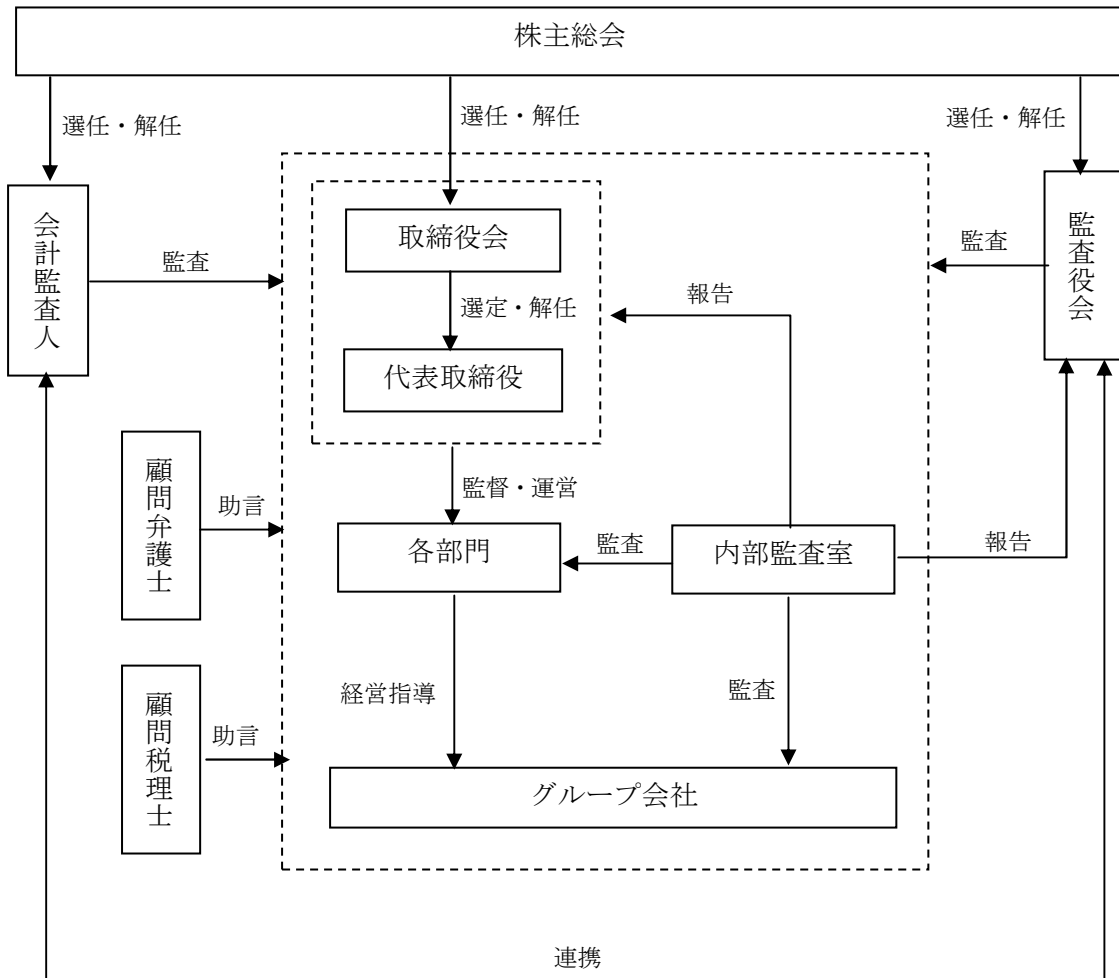 株主総会
選任・解任
選任・解任
選任・解任
会計監査人
取締役会
監査役会
監査
監査
選定・解任
報告
代表取締役
顧問弁護士
助言
監督・運営
各部門
監査
内部監査室
報告
顧問税理士
助言
経営指導
監査
グループ会社
連携